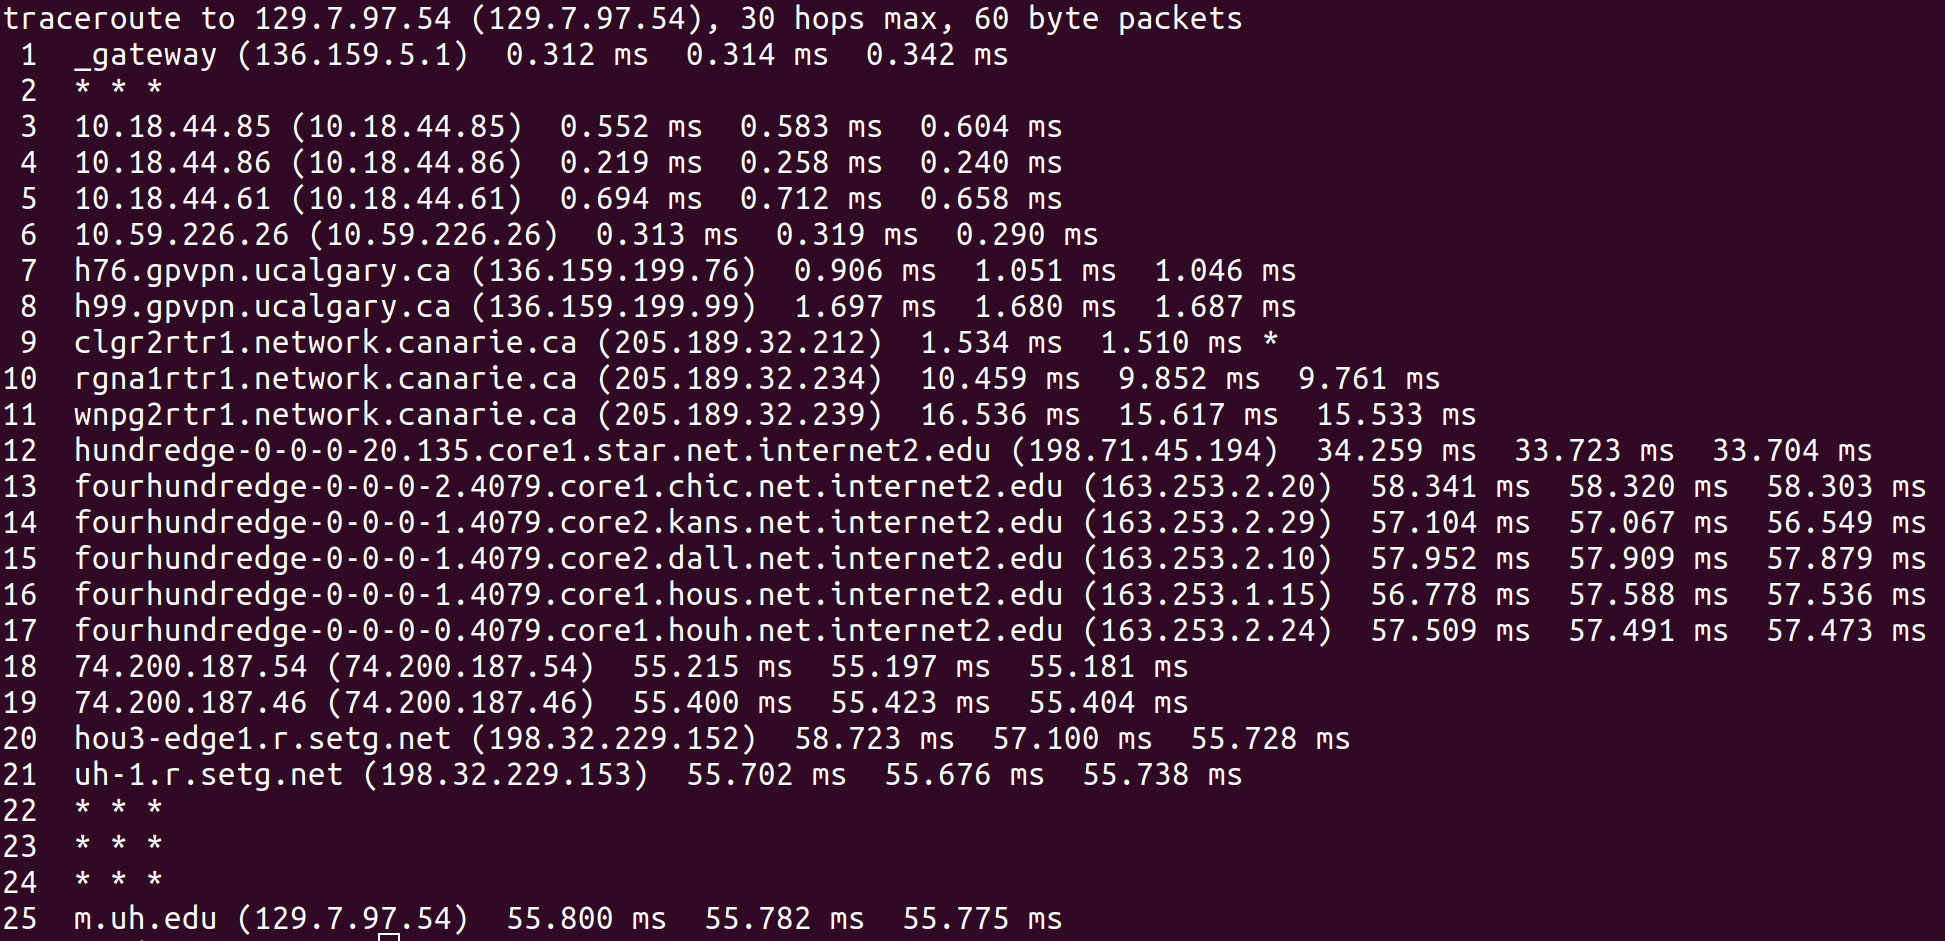 traceroute to 129.7.97.54 (129.7.97.54), 30 hops max, 60 byte packets
 1  _gateway (136.159.5.1)  0.312 ms  0.314 ms  0.342 ms
 2  * * *
 3  10.18.44.85 (10.18.44.85)  0.552 ms  0.583 ms  0.604 ms
 4  10.18.44.86 (10.18.44.86)  0.219 ms  0.258 ms  0.240 ms
 5  10.18.44.61 (10.18.44.61)  0.694 ms  0.712 ms  0.658 ms
 6  10.59.226.26 (10.59.226.26)  0.313 ms  0.319 ms  0.290 ms
 7  h76.gpvpn.ucalgary.ca (136.159.199.76)  0.906 ms  1.051 ms  1.046 ms
 8  h99.gpvpn.ucalgary.ca (136.159.199.99)  1.697 ms  1.680 ms  1.687 ms
 9  clgr2rtr1.network.canarie.ca (205.189.32.212)  1.534 ms  1.510 ms *
10  rgna1rtr1.network.canarie.ca (205.189.32.234)  10.459 ms  9.852 ms  9.761 ms
11  wnpg2rtr1.network.canarie.ca (205.189.32.239)  16.536 ms  15.617 ms  15.533 ms
12  hundredge-0-0-0-20.135.core1.star.net.internet2.edu (198.71.45.194)  34.259 ms  33.723 ms  33.704 ms
13  fourhundredge-0-0-0-2.4079.core1.chic.net.internet2.edu (163.253.2.20)  58.341 ms  58.320 ms  58.303 ms
14  fourhundredge-0-0-0-1.4079.core2.kans.net.internet2.edu (163.253.2.29)  57.104 ms  57.067 ms  56.549 ms
15  fourhundredge-0-0-0-1.4079.core2.dall.net.internet2.edu (163.253.2.10)  57.952 ms  57.909 ms  57.879 ms
16  fourhundredge-0-0-0-1.4079.core1.hous.net.internet2.edu (163.253.1.15)  56.778 ms  57.588 ms  57.536 ms
17  fourhundredge-0-0-0-0.4079.core1.houh.net.internet2.edu (163.253.2.24)  57.509 ms  57.491 ms  57.473 ms
18  74.200.187.54 (74.200.187.54)  55.215 ms  55.197 ms  55.181 ms
19  74.200.187.46 (74.200.187.46)  55.400 ms  55.423 ms  55.404 ms
20  hou3-edge1.r.setg.net (198.32.229.152)  58.723 ms  57.100 ms  55.728 ms
21  uh-1.r.setg.net (198.32.229.153)  55.702 ms  55.676 ms  55.738 ms
22  * * *
23  * * *
24  * * *
25  m.uh.edu (129.7.97.54)  55.800 ms  55.782 ms  55.775 ms